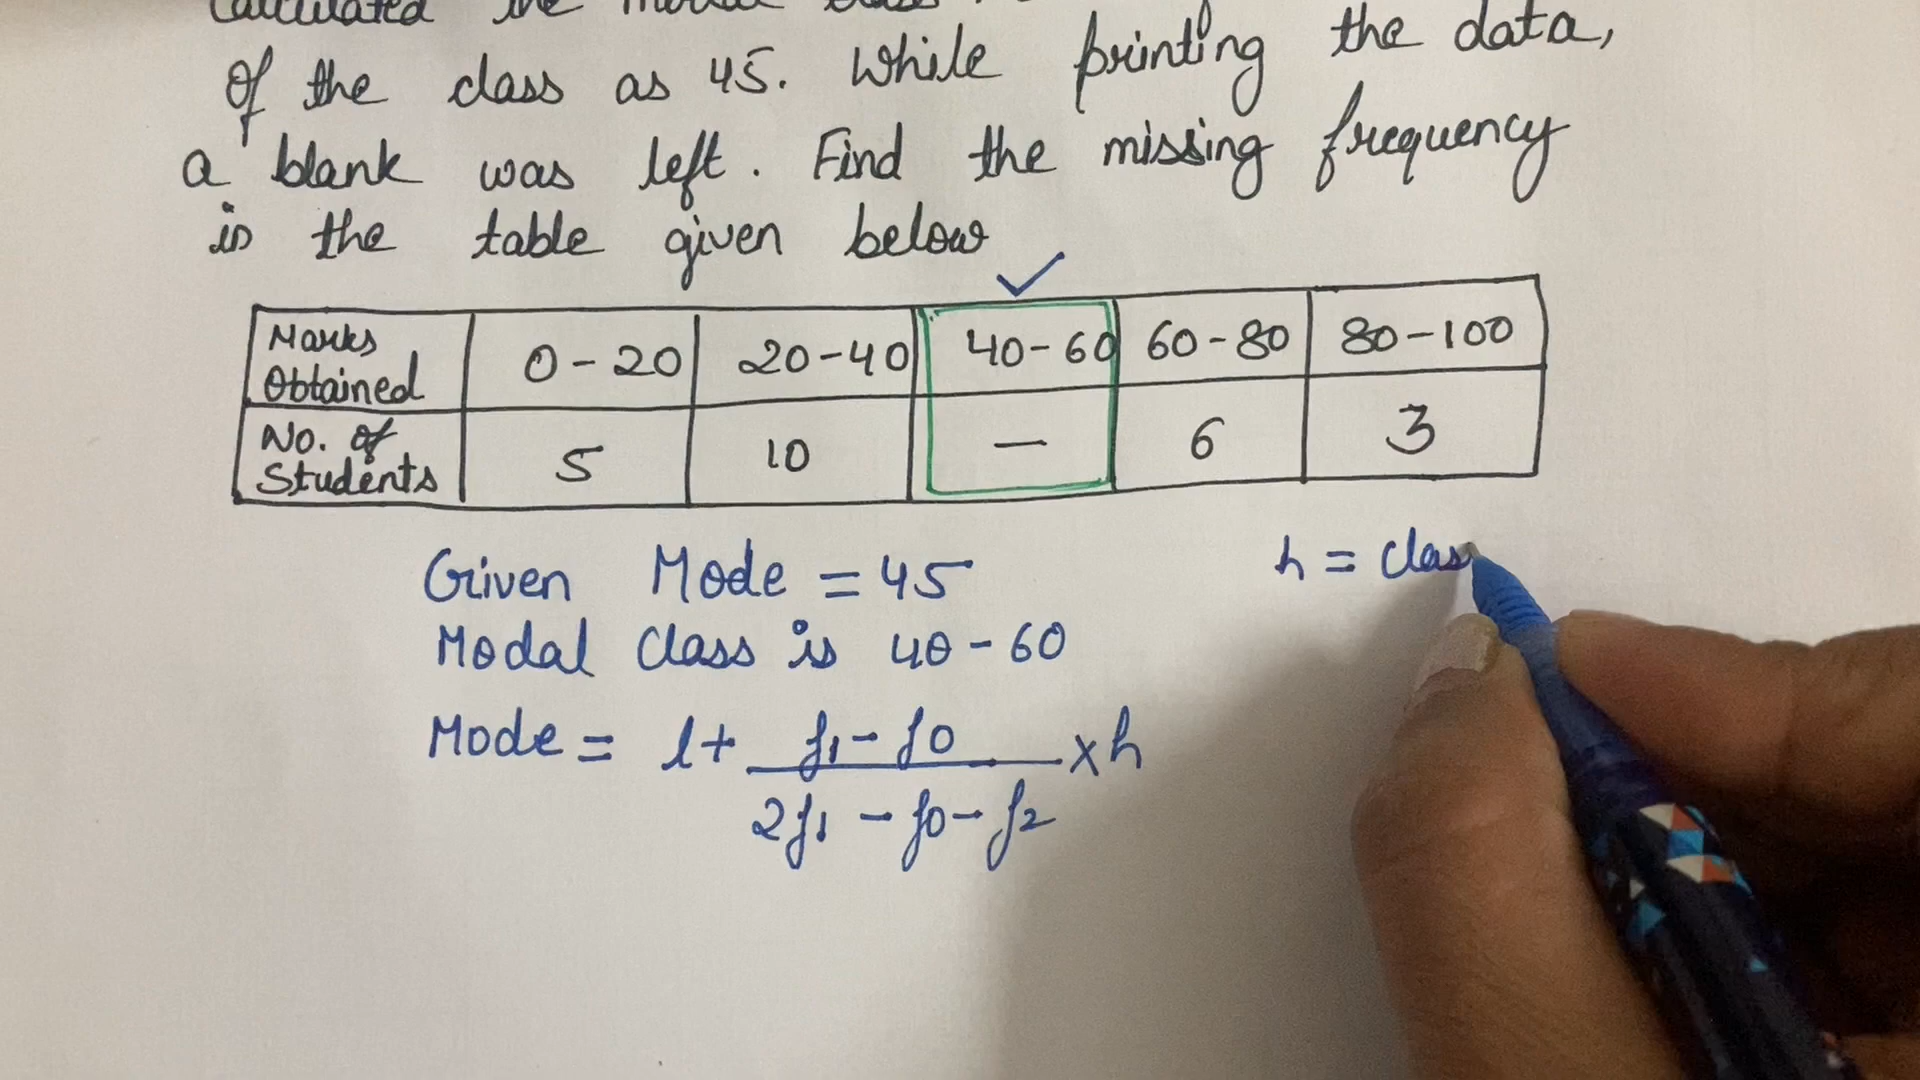 calculated the
of the class as 45. While printing the data,
a blank was left. Find the missing frequency
in the table given below
Marks Obtained 0-20 20-40 40-60 60-80 80-100
No. of Students 5 10 — 6 3
Given Mode = 45
h = clas
Modal Class is 40-60
Mode = l + f1 - f0 / 2f1 - f0 - f2 × h